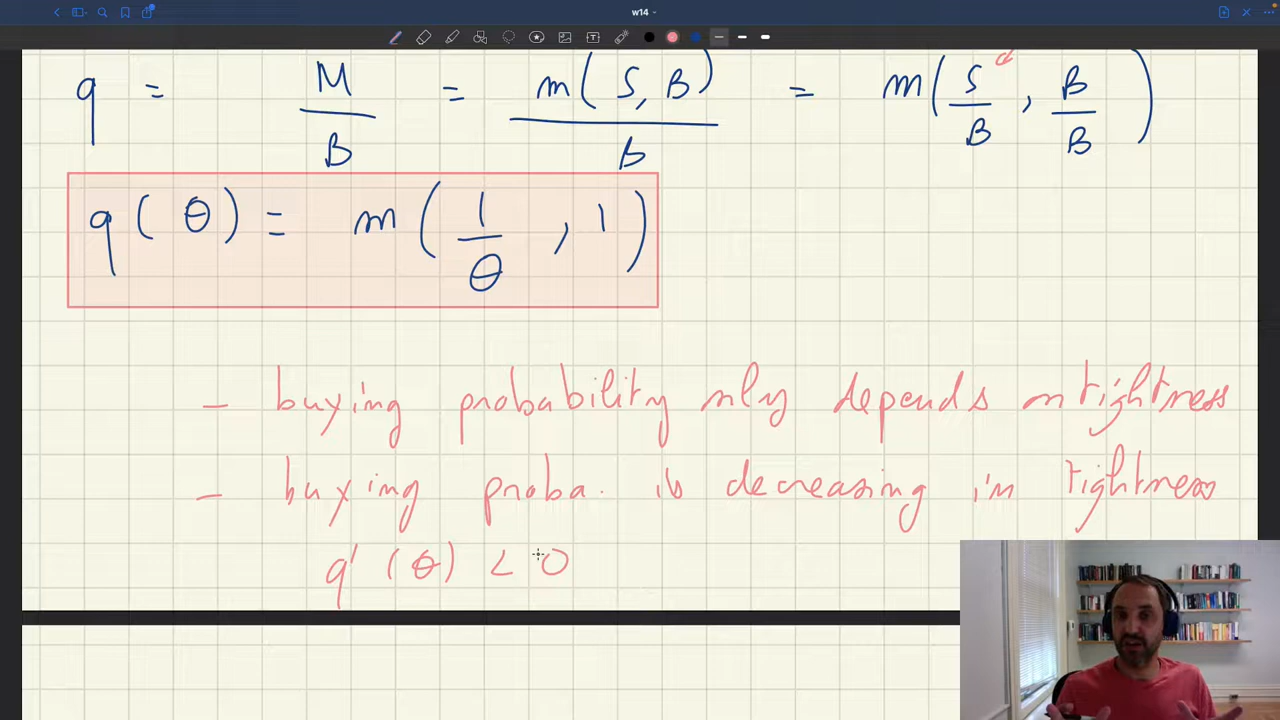 w14
q = M/B = m(S, B)/B = m(S/B, B/B)
q(θ) = m(1/θ, 1)
- buying probability only depends on tightness
- buying proba. is decreasing in tightness
q'(θ) < 0